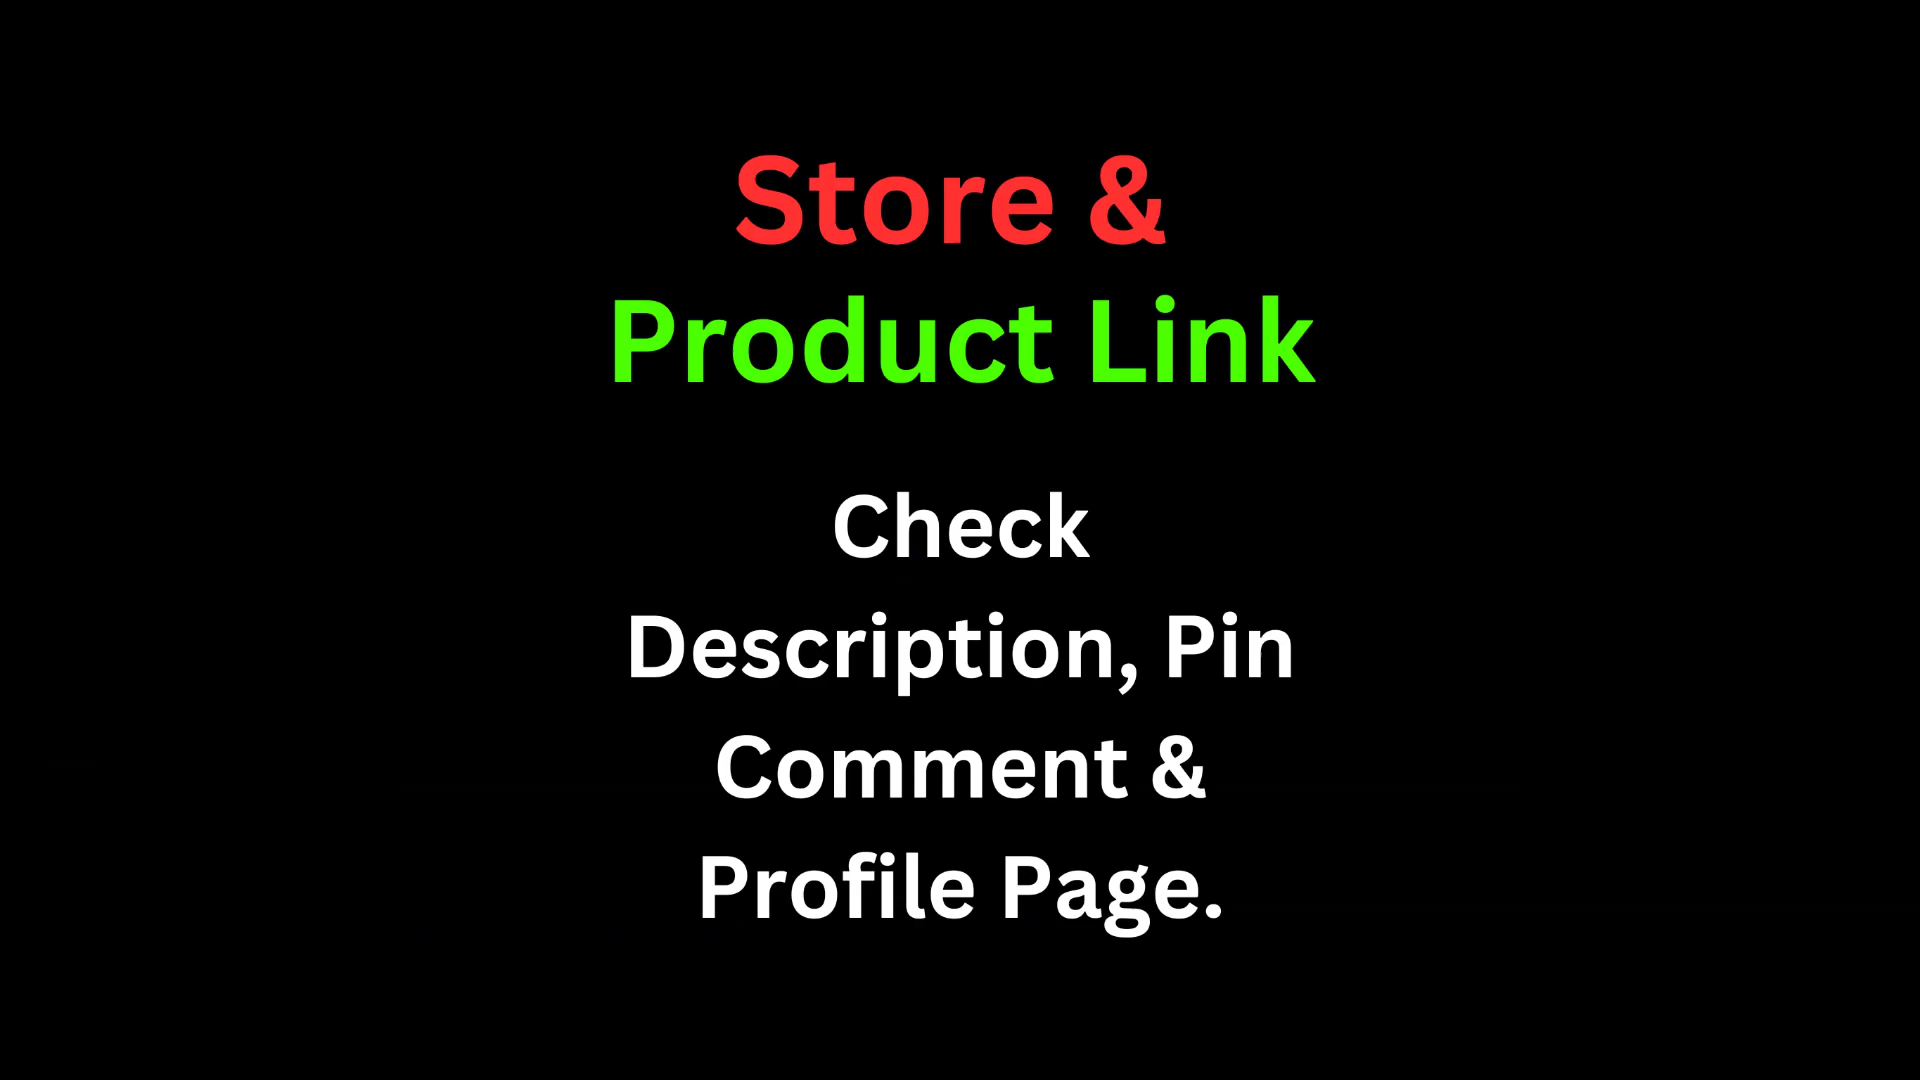 Store &
Product Link
Check
Description, Pin
Comment &
Profile Page.